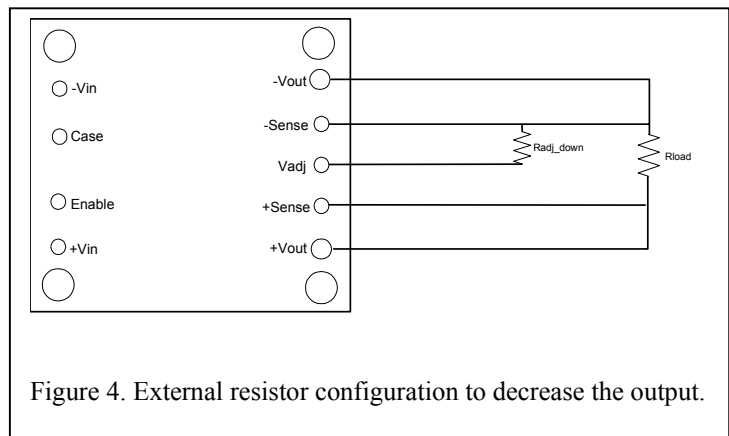 -Vin
Case
Enable
+Vin
-Vout
-Sense
Vadj
+Sense
+Vout
Radj_down
Rload
Figure 4. External resistor configuration to decrease the output.